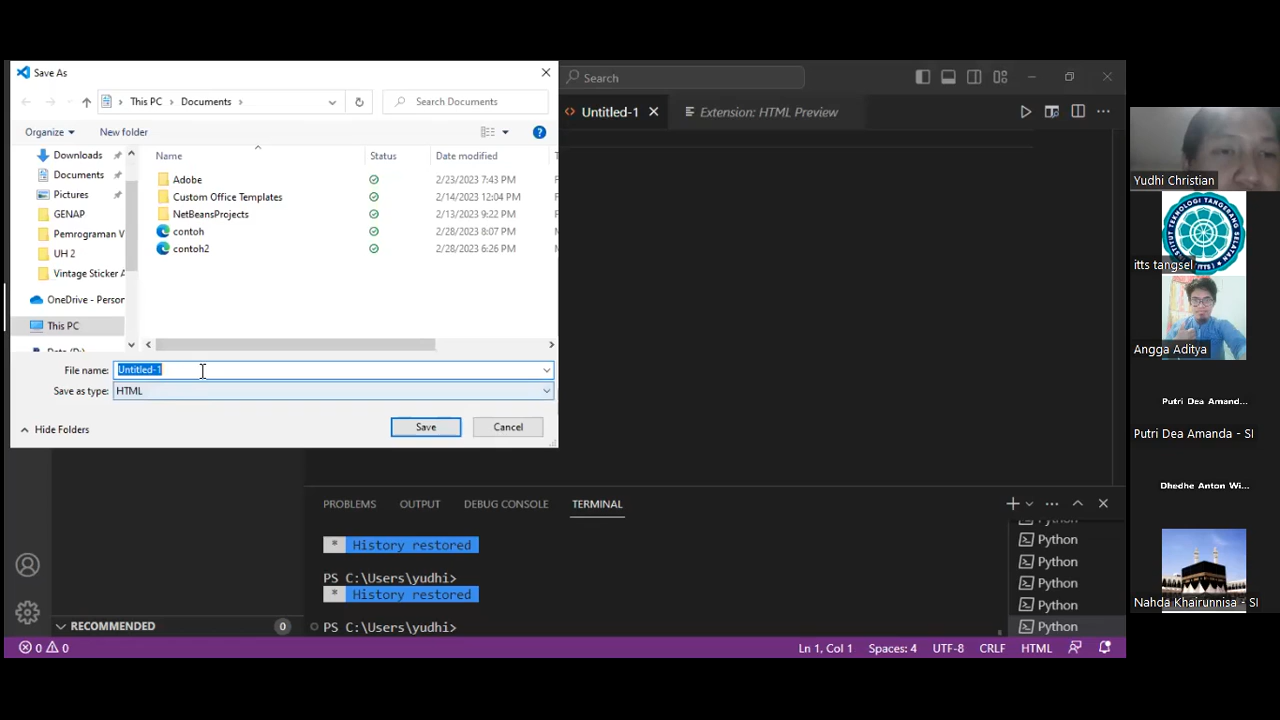 Save As
This PC > Documents >
Search Documents
Organize
New folder
Name
Status
Date modified
Downloads
Documents
Pictures
GENAP
Pemrograman V
UH 2
Vintage Sticker A
OneDrive - Person
This PC
Adobe 2/23/2023 7:43 PM
Custom Office Templates 2/14/2023 12:04 PM
NetBeansProjects 2/13/2023 9:22 PM
contoh 2/28/2023 8:07 PM
contoh2 2/28/2023 6:26 PM
File name: Untitled-1
Save as type: HTML
Hide Folders
Save
Cancel
Search
Untitled-1
Extension: HTML Preview
PROBLEMS
OUTPUT
DEBUG CONSOLE
TERMINAL
* History restored
PS C:\Users\yudhi>
* History restored
PS C:\Users\yudhi>
Python
Python
Python
Python
Python
RECOMMENDED 0
0 0
Ln 1, Col 1
Spaces: 4
UTF-8
CRLF
HTML
Yudhi Christian
itts tangsel
Angga Aditya
Putri Dea Amand...
Putri Dea Amanda - SI
Dhedhe Anton Wi...
Nahda Khairunnisa - SI